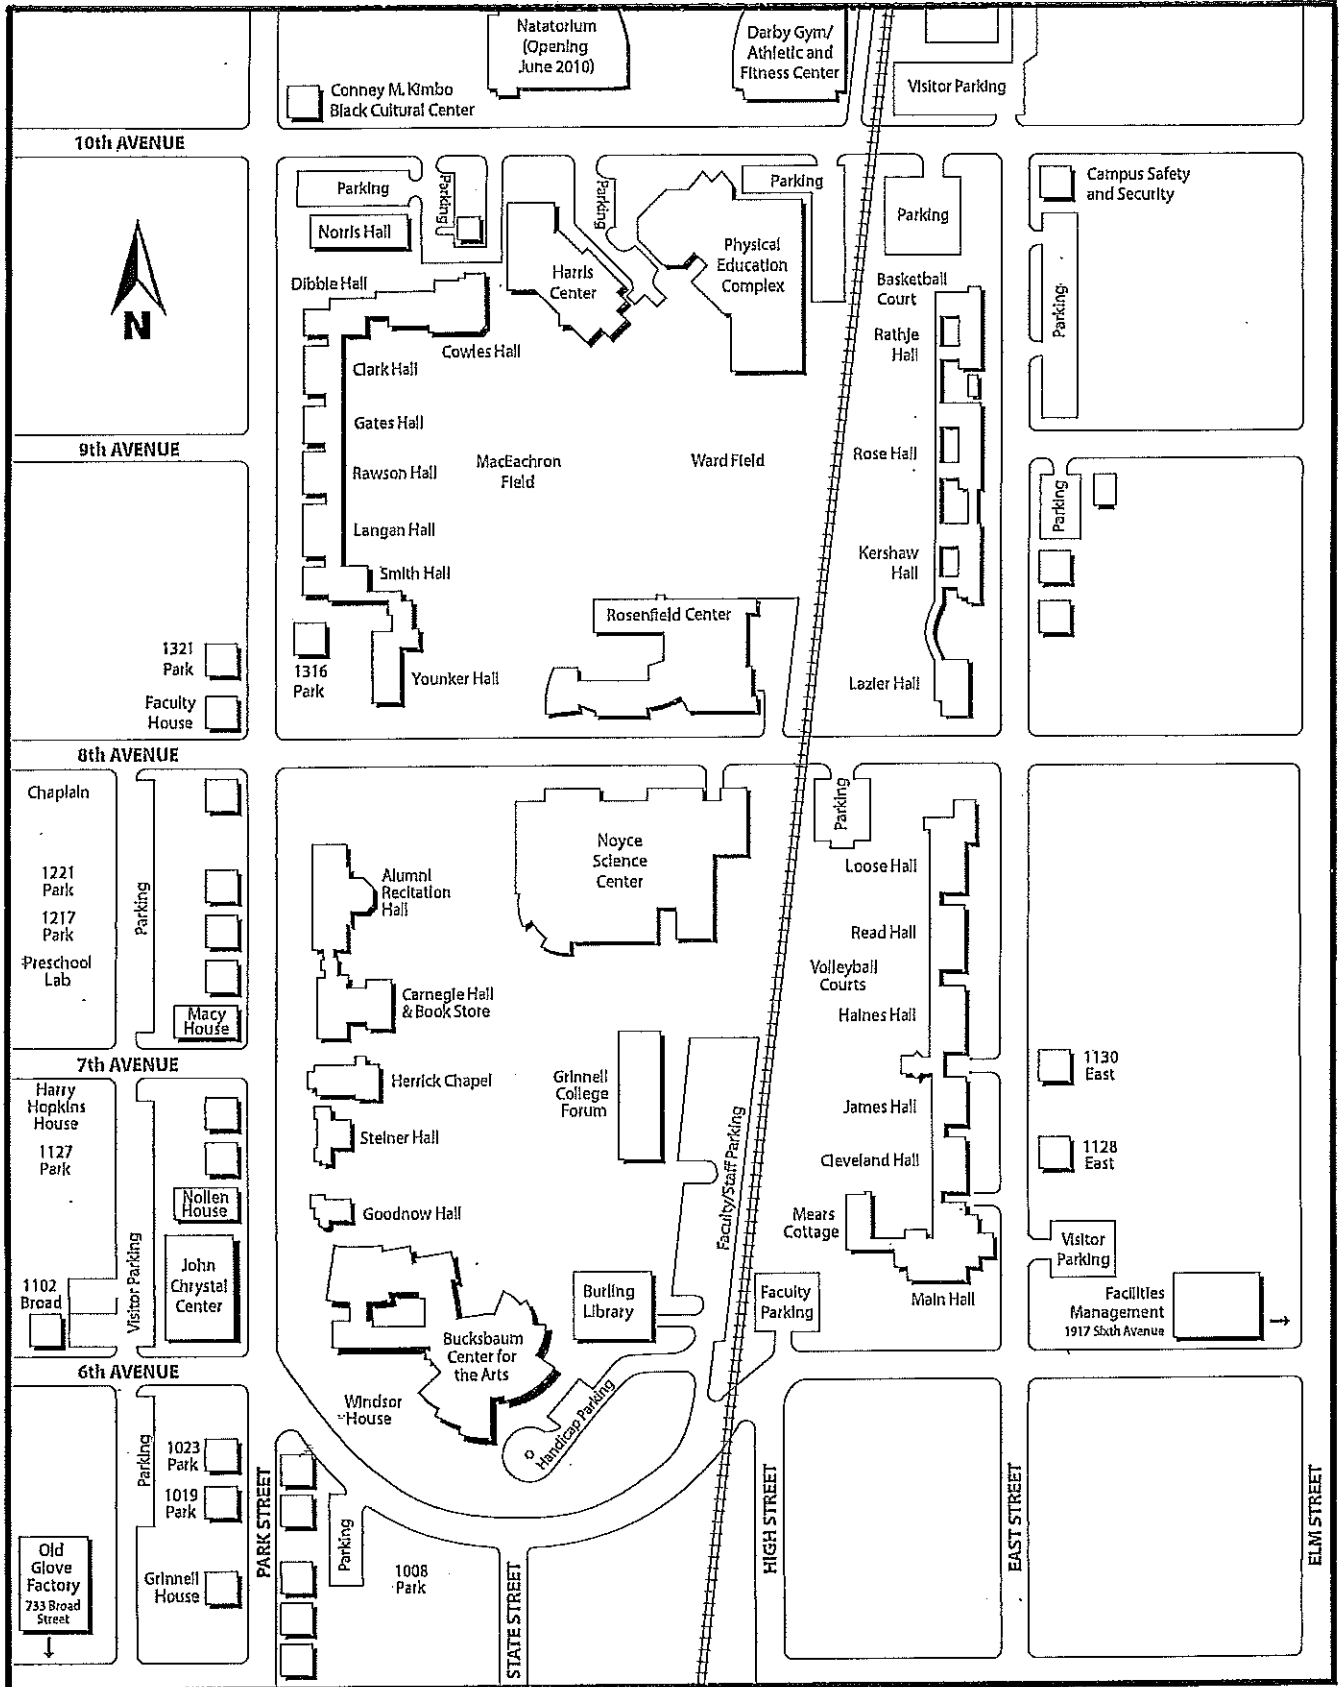 Natatorium
(Opening
June 2010)
Darby Gym/
Athletic and
Fitness Center
Visitor Parking
Conney M. Kimbo
Black Cultural Center
10th AVENUE
Parking
Parking
Parking
Parking
Parking
Campus Safety
and Security
Norris Hall
Physical
Education
Complex
Harris
Center
N
Dibble Hall
Basketball
Court
Parking
Rathje
Hall
Cowles Hall
Clark Hall
Gates Hall
9th AVENUE
MacEachron
Field
Ward Field
Rose Hall
Rawson Hall
Parking
Langan Hall
Kershaw
Hall
Smith Hall
Rosenfield Center
1321
Park
1316
Park
Younker Hall
Lazier Hall
Faculty
House
8th AVENUE
Chaplain
Parking
Noyce
Science
Center
Loose Hall
Alumni
Recitation
Hall
1221
Park
Parking
1217
Park
Read Hall
Preschool
Lab
Volleyball
Courts
Carnegie Hall
& Book Store
Macy
House
Haines Hall
7th AVENUE
1130
East
Harry
Hopkins
House
Herrick Chapel
Grinnell
College
Forum
James Hall
Steiner Hall
1127
Park
Faculty/Staff Parking
Cleveland Hall
1128
East
Nollen
House
Goodnow Hall
Mears
Cottage
Visitor Parking
John
Chrystal
Center
Visitor
Parking
1102
Broad
Burling
Library
Faculty
Parking
Main Hall
Facilities
Management
1917 Sixth Avenue
→
Bucksbaum
Center for
the Arts
6th AVENUE
Windsor
House
Handicap Parking
Parking
1023
Park
1019
Park
PARK STREET
HIGH STREET
EAST STREET
ELM STREET
Parking
Old
Glove
Factory
733 Broad
Street
↓
Grinnell
House
1008
Park
STATE STREET